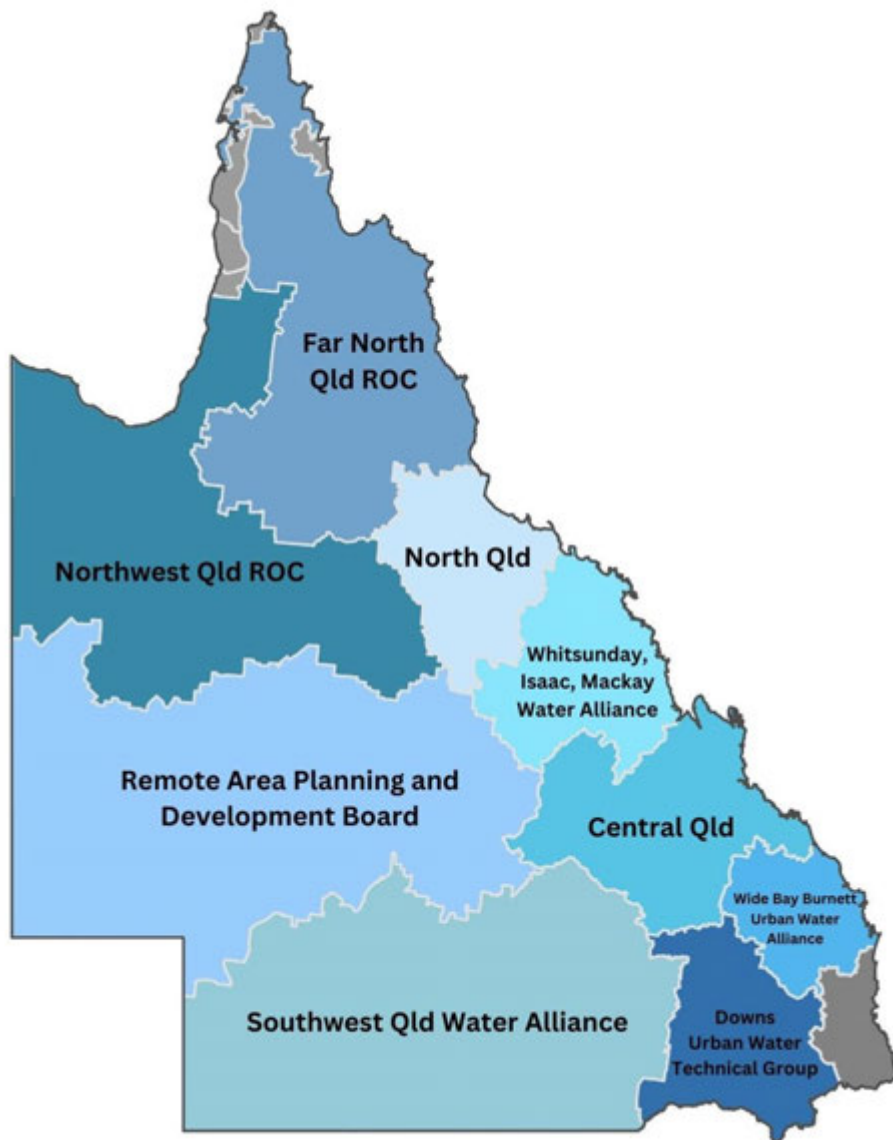 Far North
Qld ROC
North Qld
Northwest Qld ROC
Whitsunday,
Isaac, Mackay
Water Alliance
Remote Area Planning and
Development Board
Central Qld
Wide Bay Burnett
Urban Water
Alliance
Southwest Qld Water Alliance
Downs
Urban Water
Technical Group